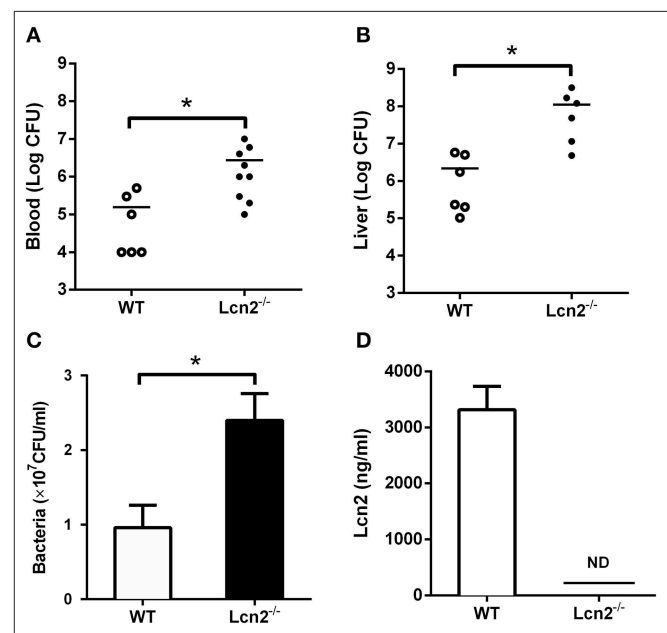 A
Blood (Log CFU)
9
8
7
6
5
4
3
*
WT
Lcn2-/-
B
Liver (Log CFU)
9
8
7
6
5
4
3
*
WT
Lcn2-/-
C
Bacteria (×10⁷CFU/ml)
3
2
1
0
*
WT
Lcn2-/-
D
Lcn2 (ng/ml)
4000
3000
2000
1000
0
ND
WT
Lcn2-/-